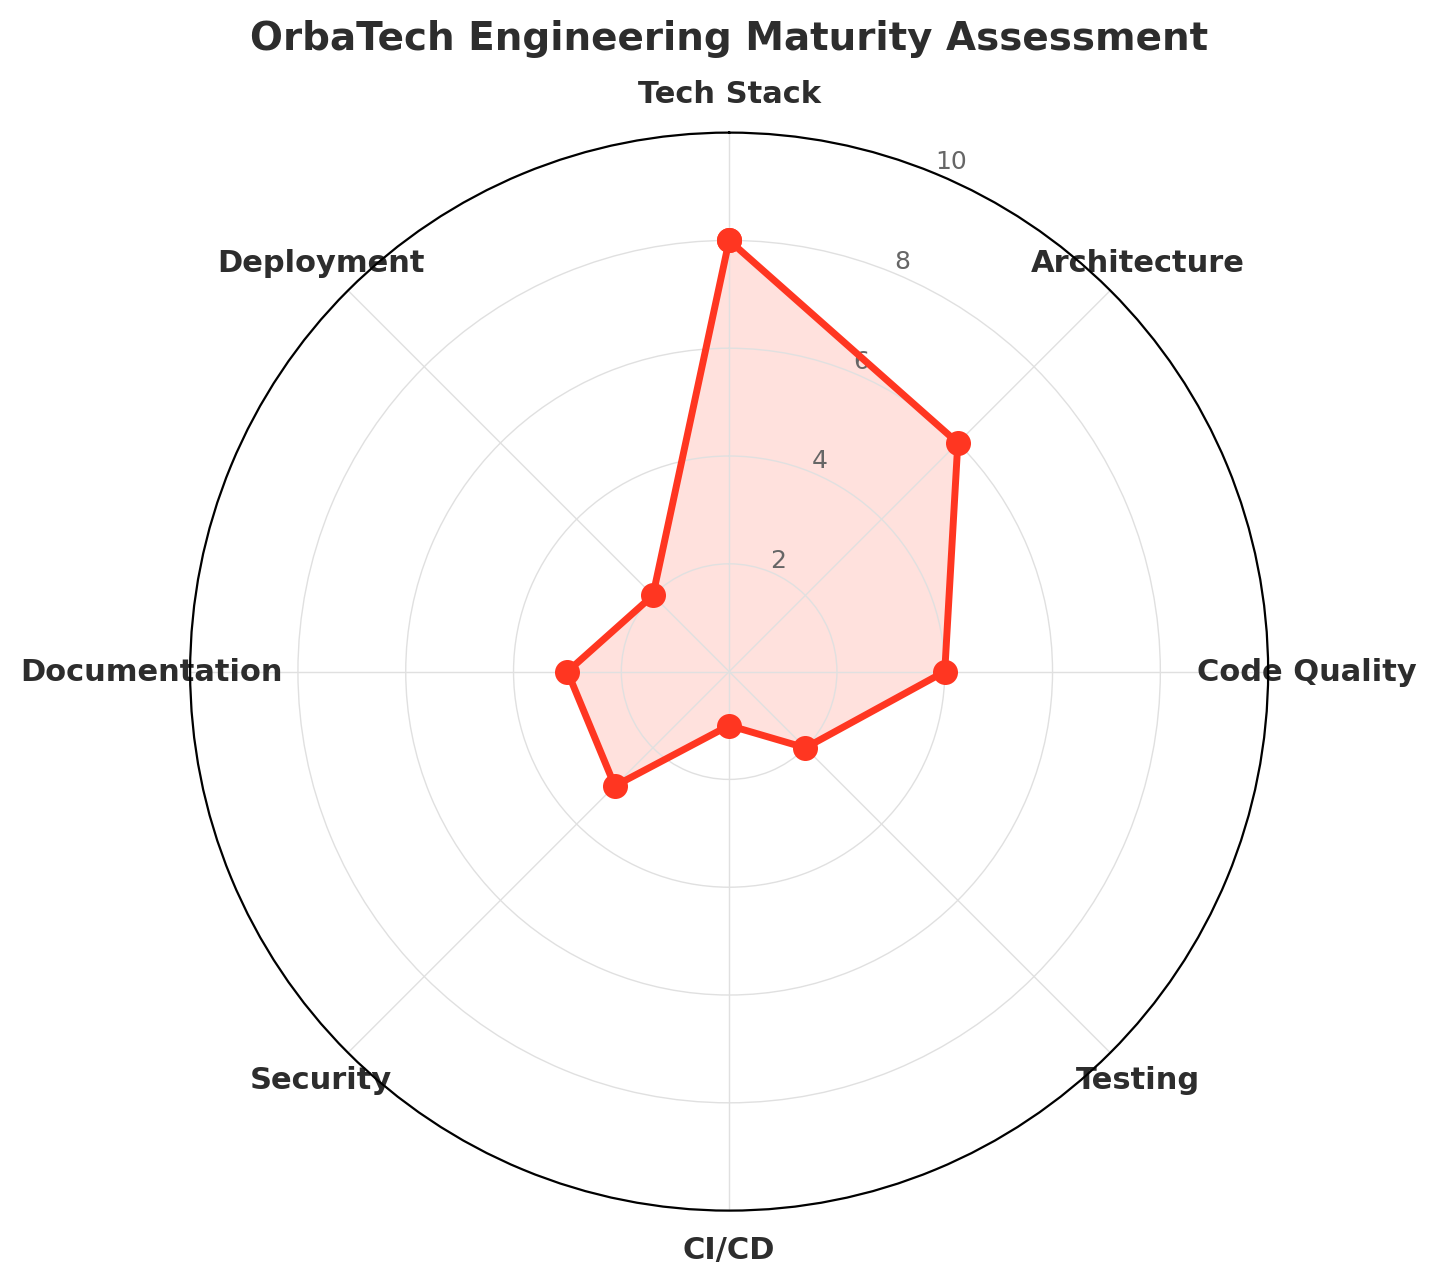 OrbaTech Engineering Maturity Assessment
Tech Stack
10
Deployment
Architecture
8
6
4
2
Documentation
Code Quality
Security
Testing
CI/CD